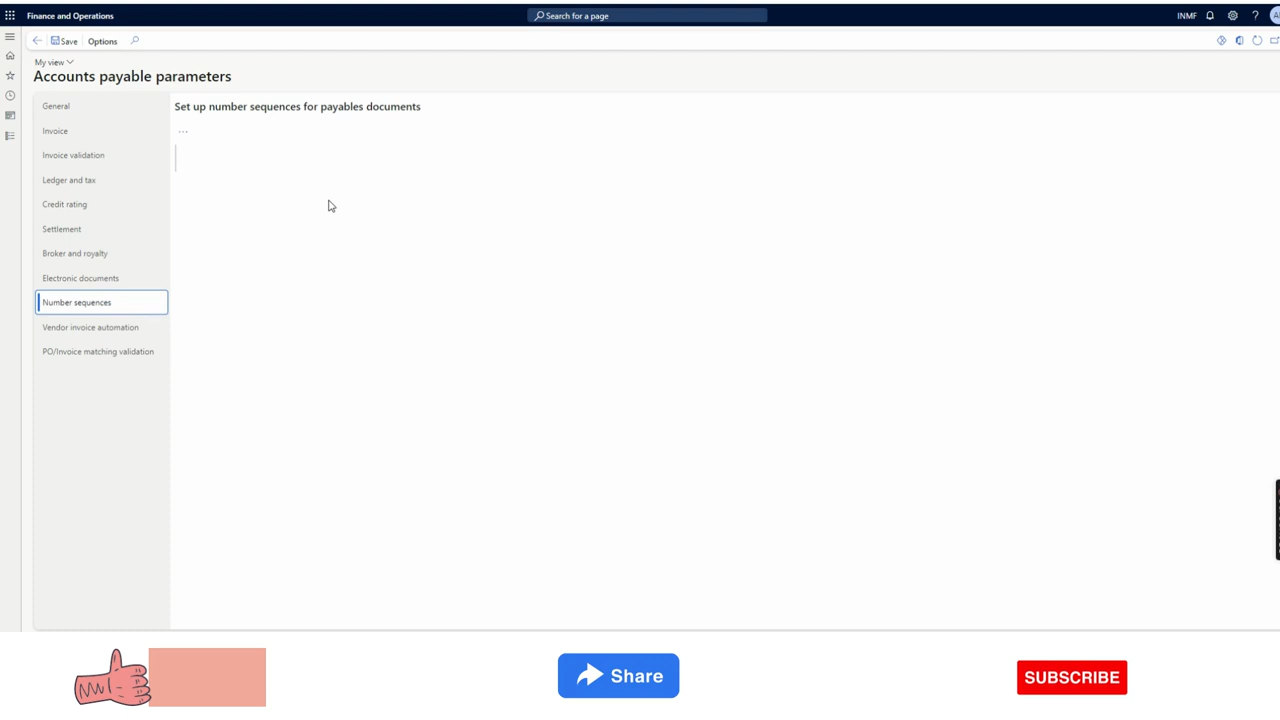 Finance and Operations
Search for a page
INMF
?
Save
Options
My view
Accounts payable parameters
General
Invoice
Invoice validation
Ledger and tax
Credit rating
Settlement
Broker and royalty
Electronic documents
Number sequences
Vendor invoice automation
PO/Invoice matching validation
Set up number sequences for payables documents
...
Share
SUBSCRIBE